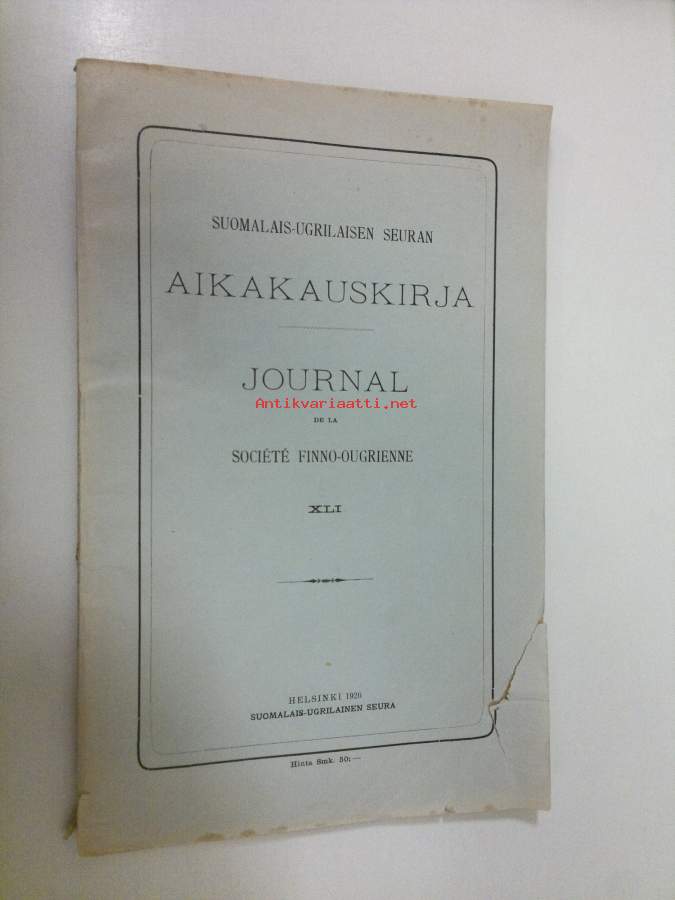 SUOMALAIS-UGRILAISEN SEURAN
AIKAKAUSKIRJA
JOURNAL
Antikvariaatti.net
DE LA
SOCIÉTÉ FINNO-OUGRIENNE
XLI
HELSINKI 1926
SUOMALAIS-UGRILAINEN SEURA
Hinta Smk. 50:—